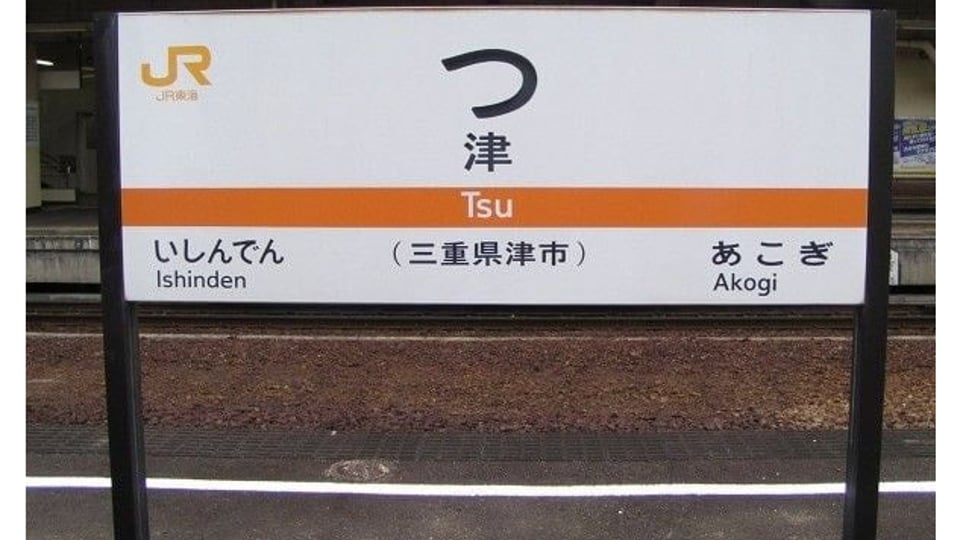 JR
JR東海
つ
津
Tsu
いしんでん
（三重県津市）
あこぎ
Ishinden
Akogi